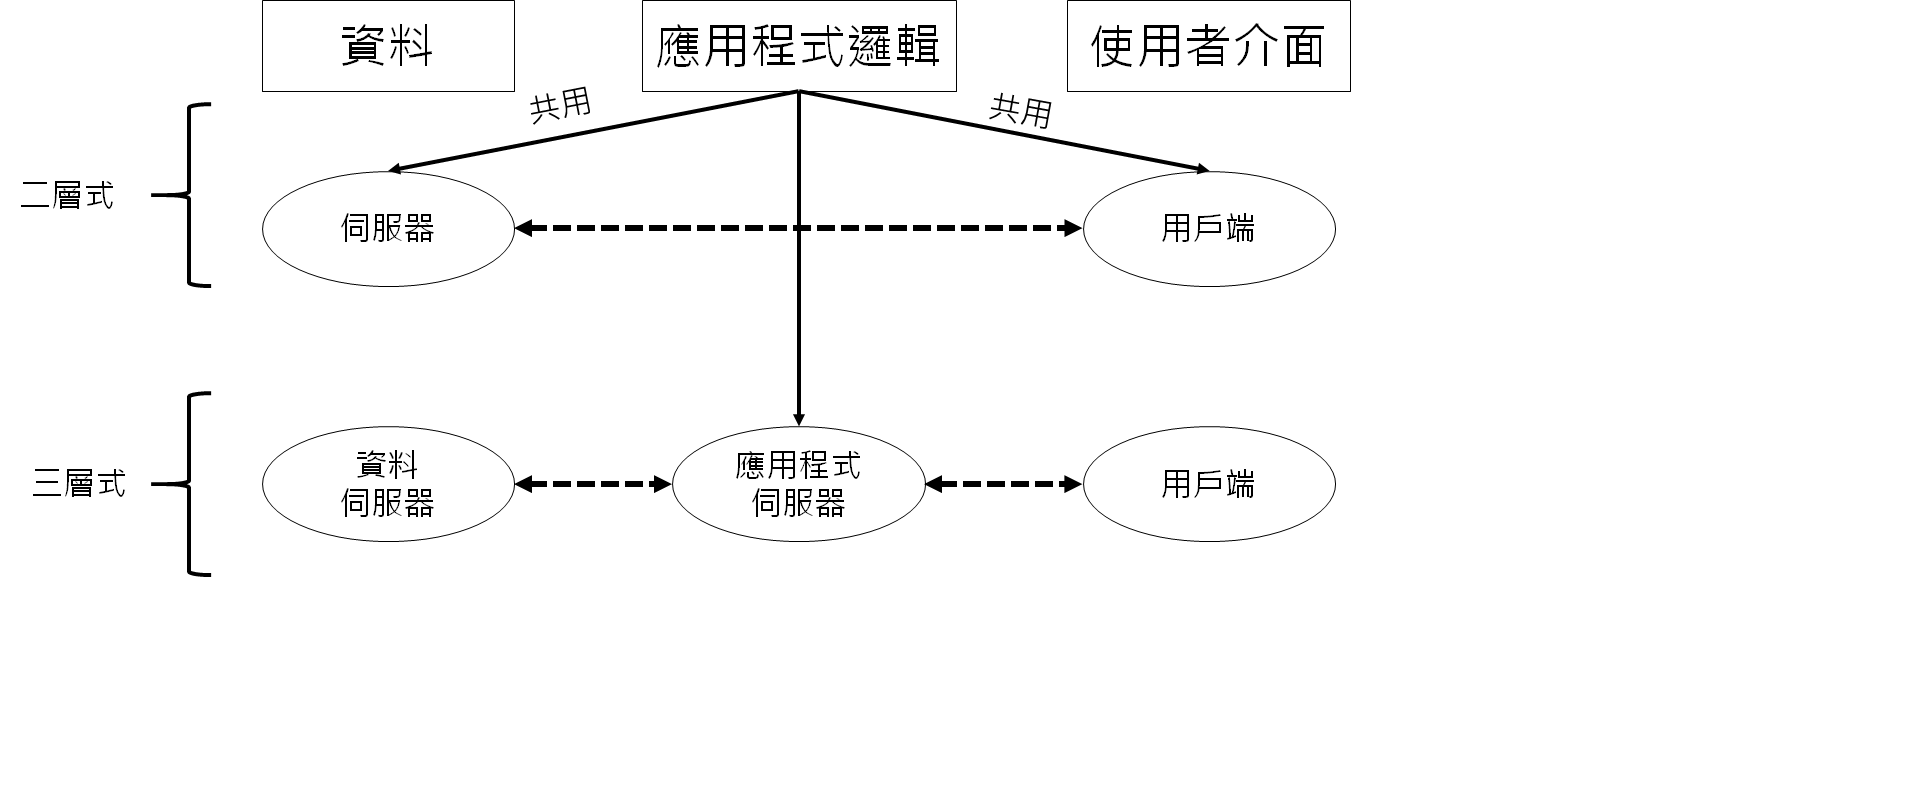 資料
應用程式邏輯
使用者介面
共用
共用
二層式
伺服器
用戶端
三層式
資料
伺服器
應用程式
伺服器
用戶端